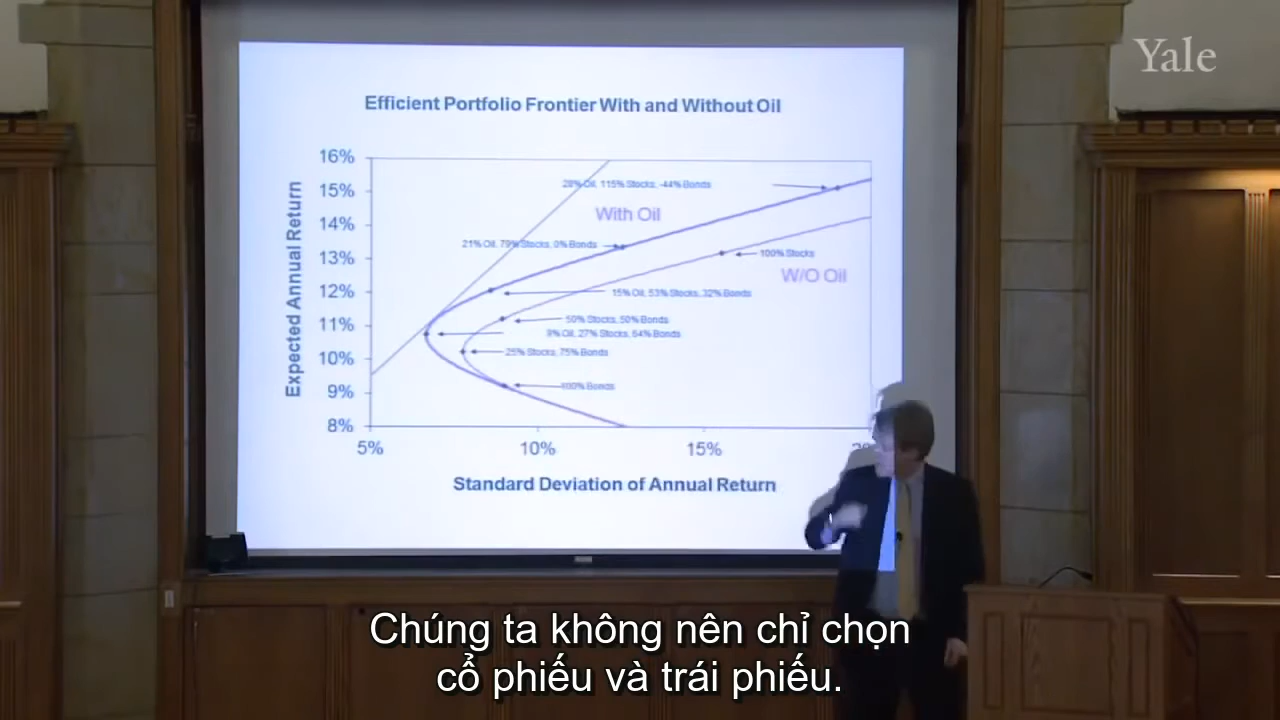 Yale
Efficient Portfolio Frontier With and Without Oil
Expected Annual Return
16%
15%
14%
13%
12%
11%
10%
9%
8%
28% Oil, 115% Stocks, -44% Bonds
With Oil
21% Oil, 79% Stocks, 0% Bonds
100% Stocks
W/O Oil
15% Oil, 53% Stocks, 32% Bonds
50% Stocks, 50% Bonds
9% Oil, 27% Stocks, 64% Bonds
25% Stocks, 75% Bonds
100% Bonds
5%
10%
15%
Standard Deviation of Annual Return
Chúng ta không nên chỉ chọn
cổ phiếu và trái phiếu.